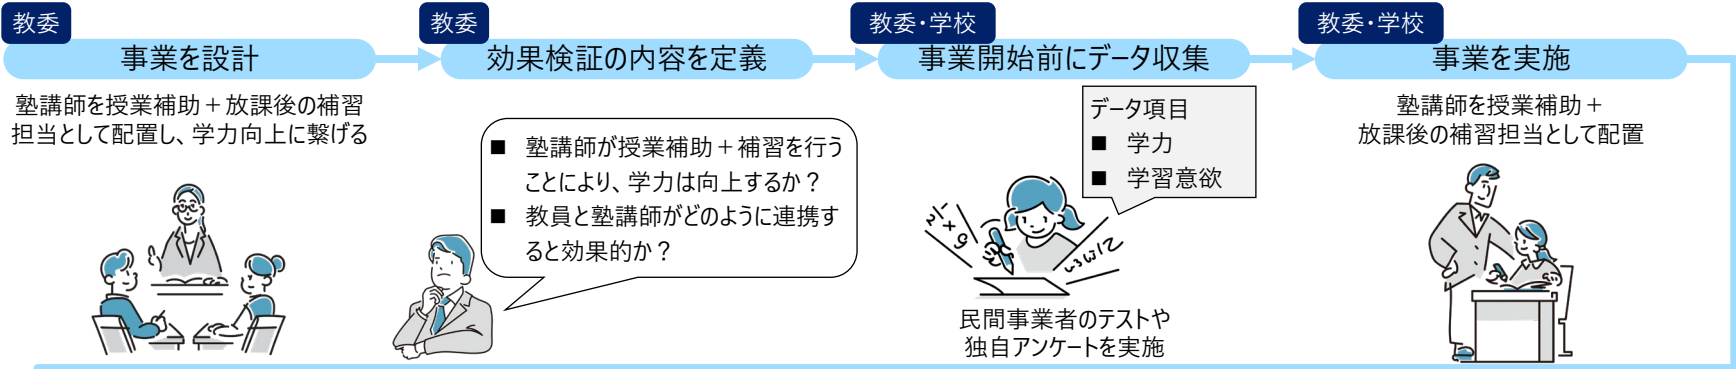 教委
事業を設計
塾講師を授業補助＋放課後の補習
担当として配置し、学力向上に繋げる
教委
効果検証の内容を定義
■ 塾講師が授業補助＋補習を行う
ことにより、学力は向上するか？
■ 教員と塾講師がどのように連携す
ると効果的か？
教委・学校
事業開始前にデータ収集
データ項目
■ 学力
■ 学習意欲
民間事業者のテストや
独自アンケートを実施
教委・学校
事業を実施
塾講師を授業補助＋
放課後の補習担当として配置